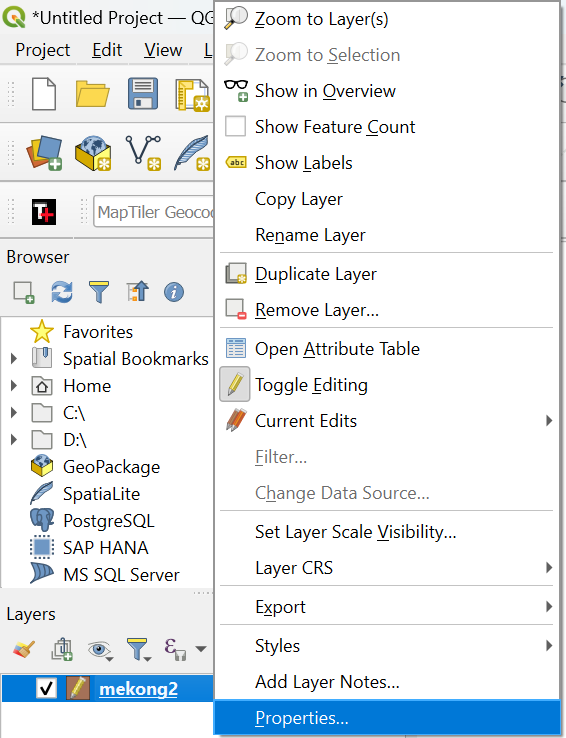 *Untitled Project — QG
Project Edit View L
MapTiler Geocod
Browser
Favorites
Spatial Bookmarks
Home
C:\
D:\
GeoPackage
SpatiaLite
PostgreSQL
SAP HANA
MS SQL Server
Layers
ε
mekong2
Zoom to Layer(s)
Zoom to Selection
Show in Overview
Show Feature Count
abc Show Labels
Copy Layer
Rename Layer
Duplicate Layer
Remove Layer...
Open Attribute Table
Toggle Editing
Current Edits
Filter...
Change Data Source...
Set Layer Scale Visibility...
Layer CRS
Export
Styles
Add Layer Notes...
Properties...